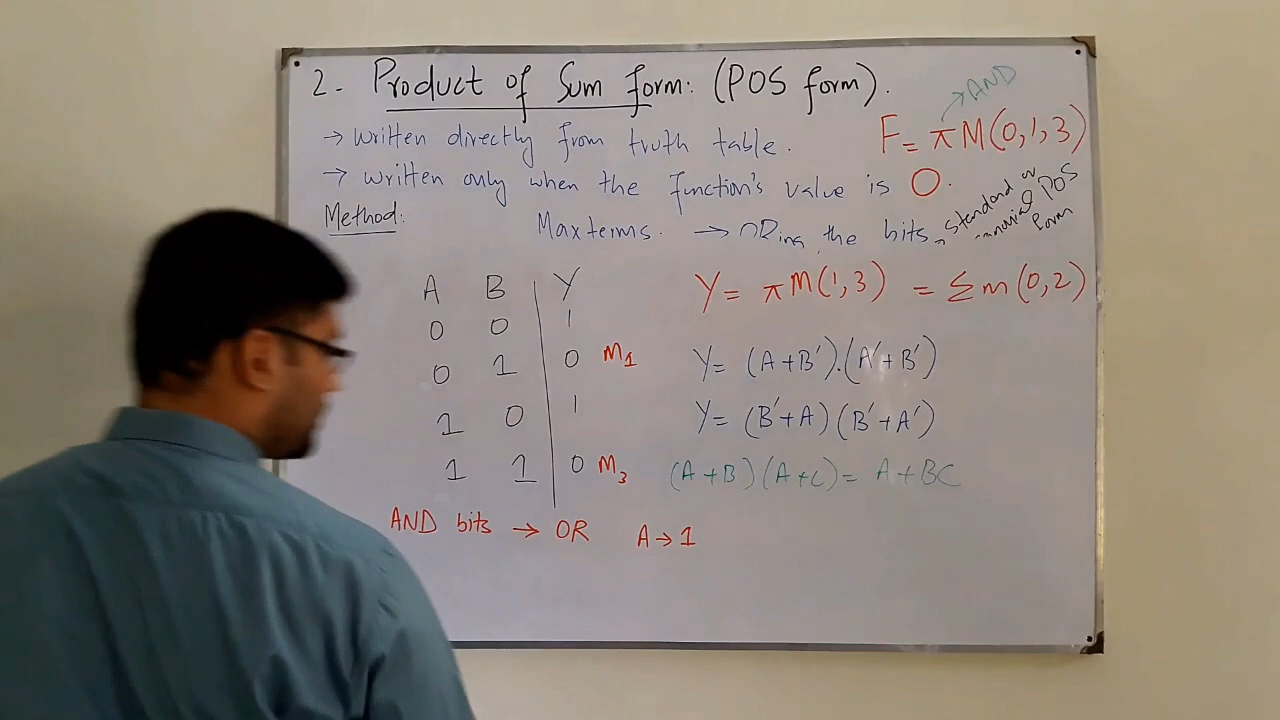 2. Product of Sum form: (POS form).
→ written directly from truth table.
→ written only when the function's value is 0.
→AND
F = πM(0,1,3)
Method:
Maxterms. → ORing the bits
standard or
POS
form
A B Y
0 0 1
0 1 0 M1
1 0 1
1 1 0 M3
AND bits → OR A→1
Y = πM(1,3) = Σm(0,2)
Y = (A+B').(A'+B')
Y = (B'+A)(B'+A')
(A+B)(A+C) = A+BC